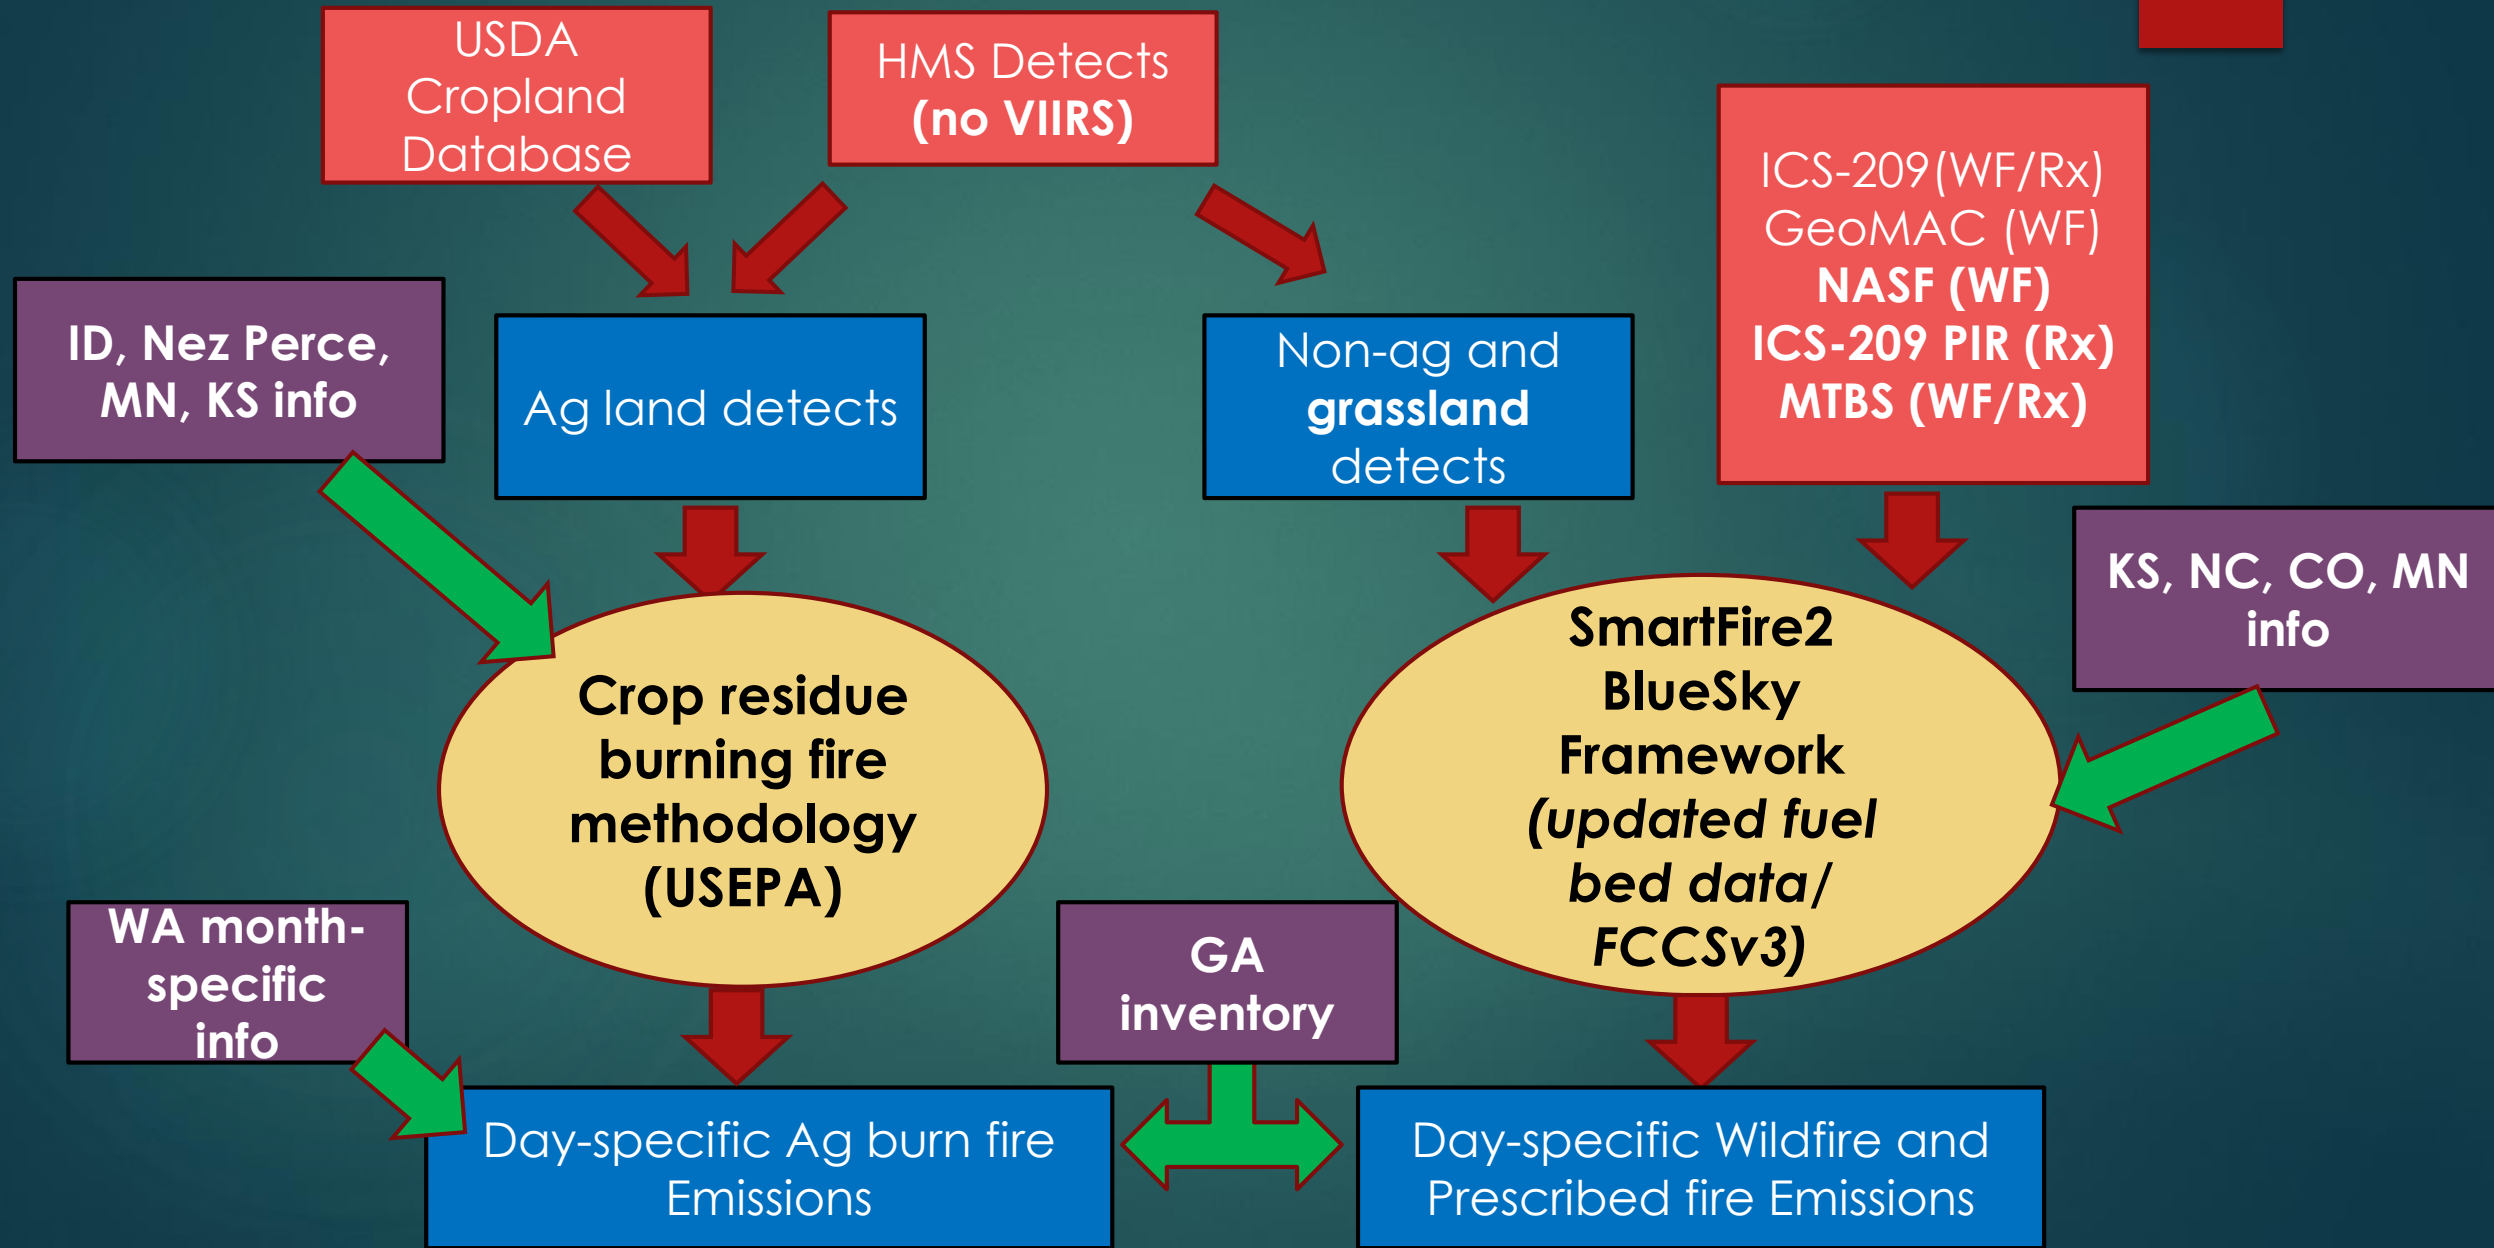 USDA
Cropland
Database
HMS Detects
(no VIIRS)
ICS-209(WF/Rx)
GeoMAC (WF)
NASF (WF)
ICS-209 PIR (Rx)
MTBS (WF/Rx)
ID, Nez Perce,
MN, KS info
Ag land detects
Non-ag and
grassland
detects
KS, NC, CO, MN
info
Crop residue
burning fire
methodology
(USEPA)
SmartFire2
BlueSky
Framework
(updated fuel
bed data/
FCCSv3)
WA month-
specific
info
GA
inventory
Day-specific Ag burn fire
Emissions
Day-specific Wildfire and
Prescribed fire Emissions